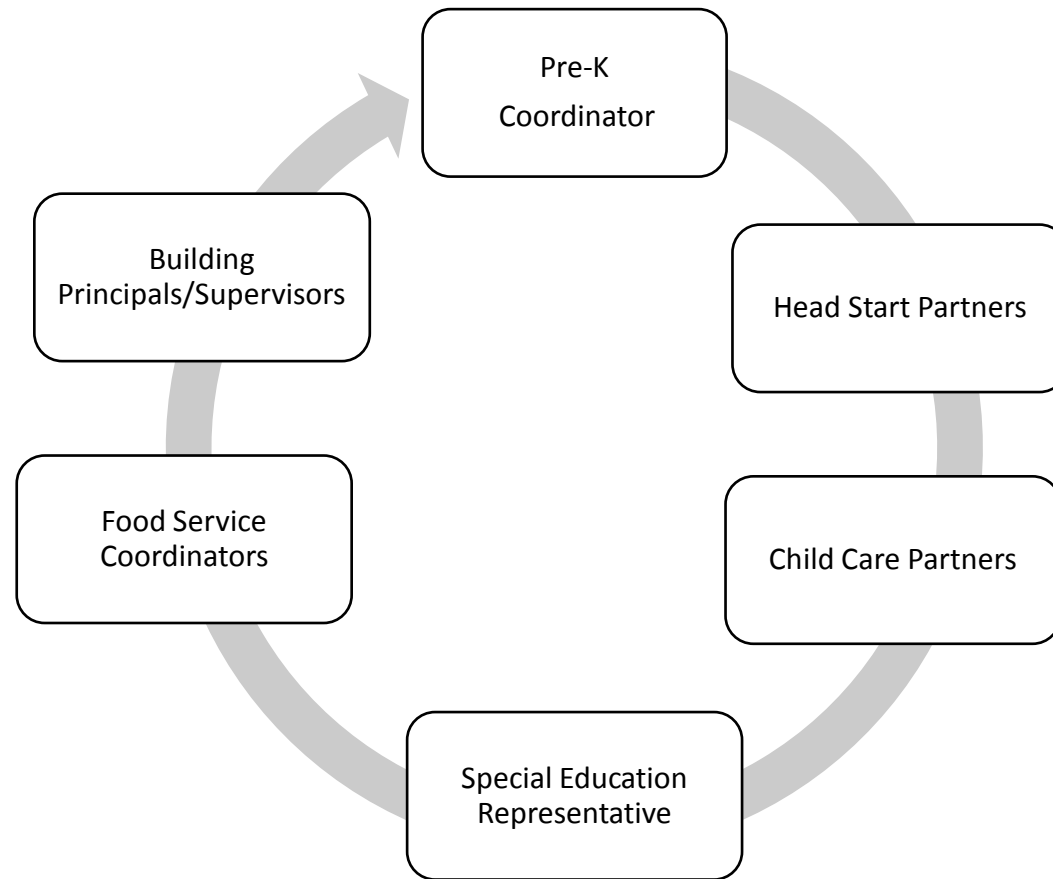 Pre-K
Coordinator
Head Start Partners
Child Care Partners
Special Education
Representative
Food Service
Coordinators
Building
Principals/Supervisors